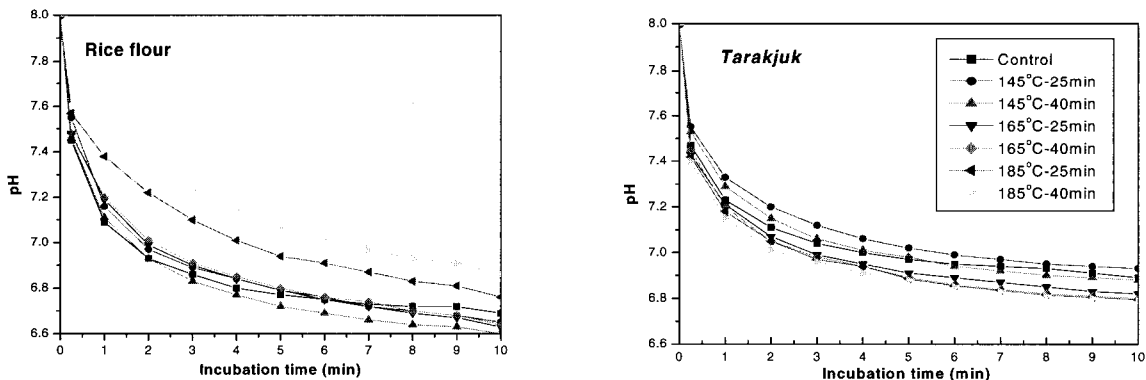 8.0
Rice flour
7.8
7.6
7.4
pH
7.2
7.0
6.8
6.6
0 1 2 3 4 5 6 7 8 9 10
Incubation time (min)
8.0
Tarakjuk
7.8
7.6
7.4
pH
7.2
7.0
6.8
6.6
0 1 2 3 4 5 6 7 8 9 10
Incubation time (min)
Control
145°C-25min
145°C-40min
165°C-25min
165°C-40min
185°C-25min
185°C-40min